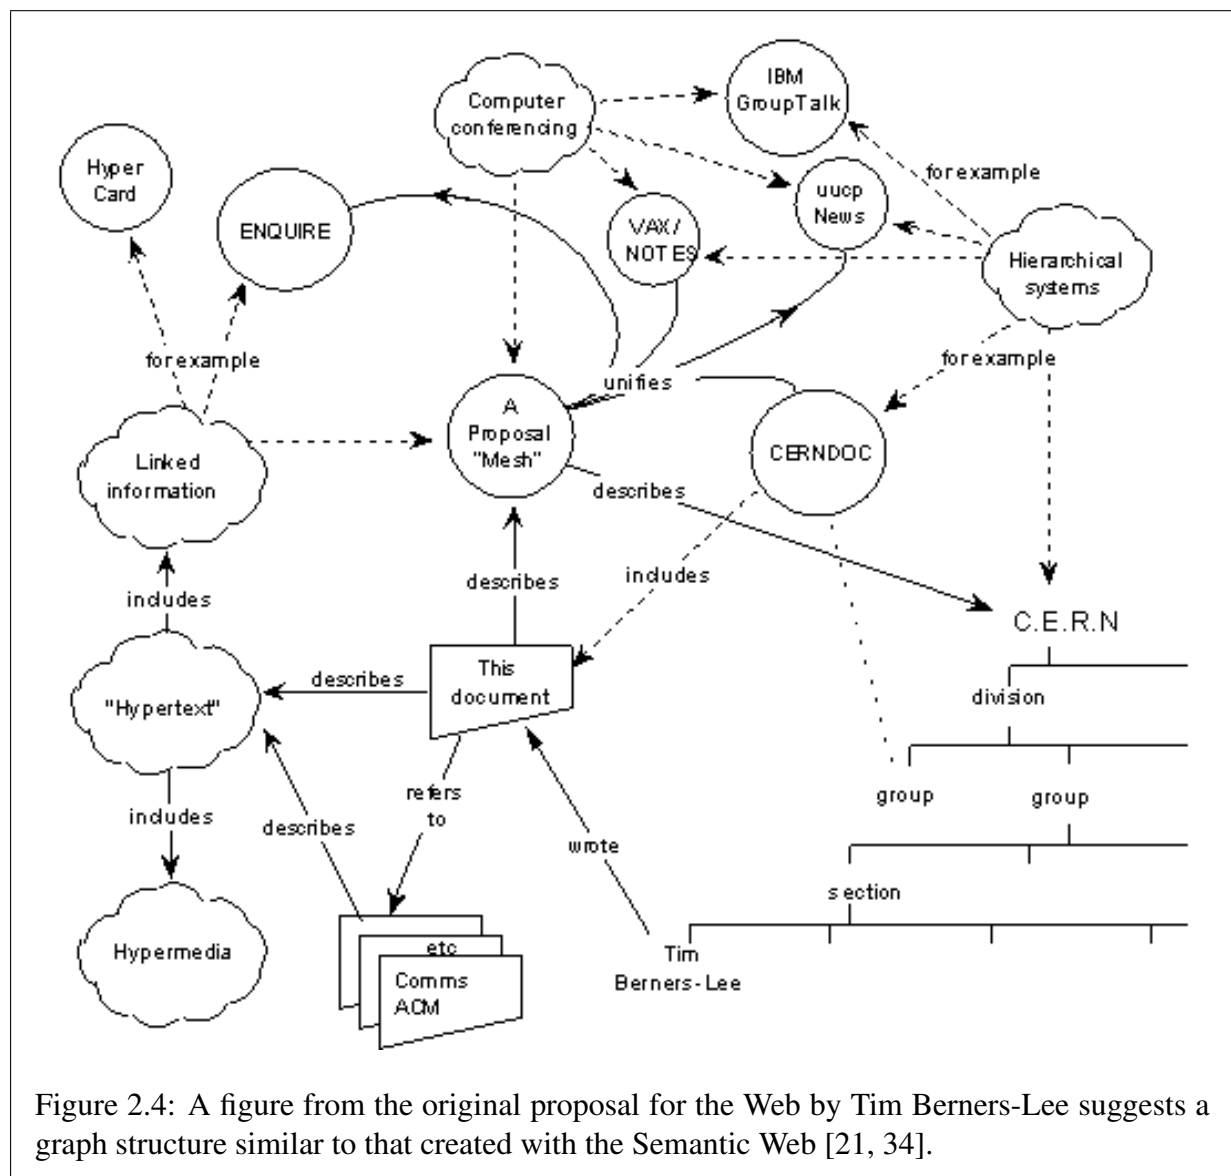 IBM
GroupTalk
Computer
conferencing
Hyper
Card
for example
uucp
News
ENQUIRE
VAX/
NOTES
Hierarchical
systems
for example
for example
unifies
A
Proposal
"Mesh"
CERNDOC
Linked
information
describes
includes
describes
includes
C.E.R.N
This
document
describes
division
"Hypertext"
refers
to
group
group
includes
describes
wrote
section
Hypermedia
etc
Comms
ACM
Tim
Berners-Lee
Figure 2.4: A figure from the original proposal for the Web by Tim Berners-Lee suggests a
graph structure similar to that created with the Semantic Web [21, 34].